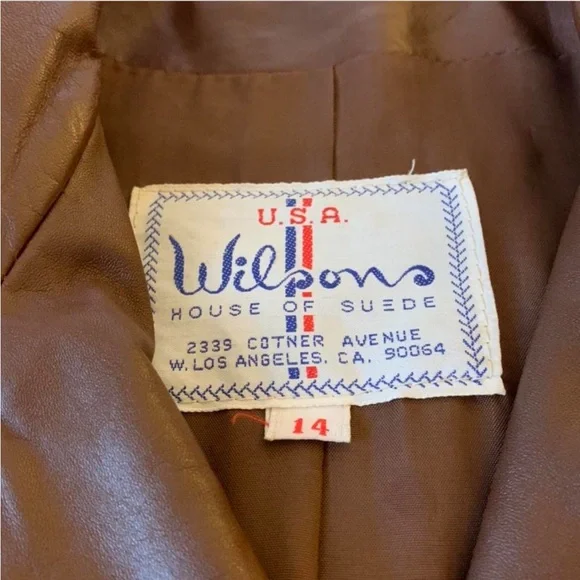 U.S.A.
Wilsons
HOUSE OF SUEDE
2339 COTNER AVENUE
W. LOS ANGELES. CA. 90064
14